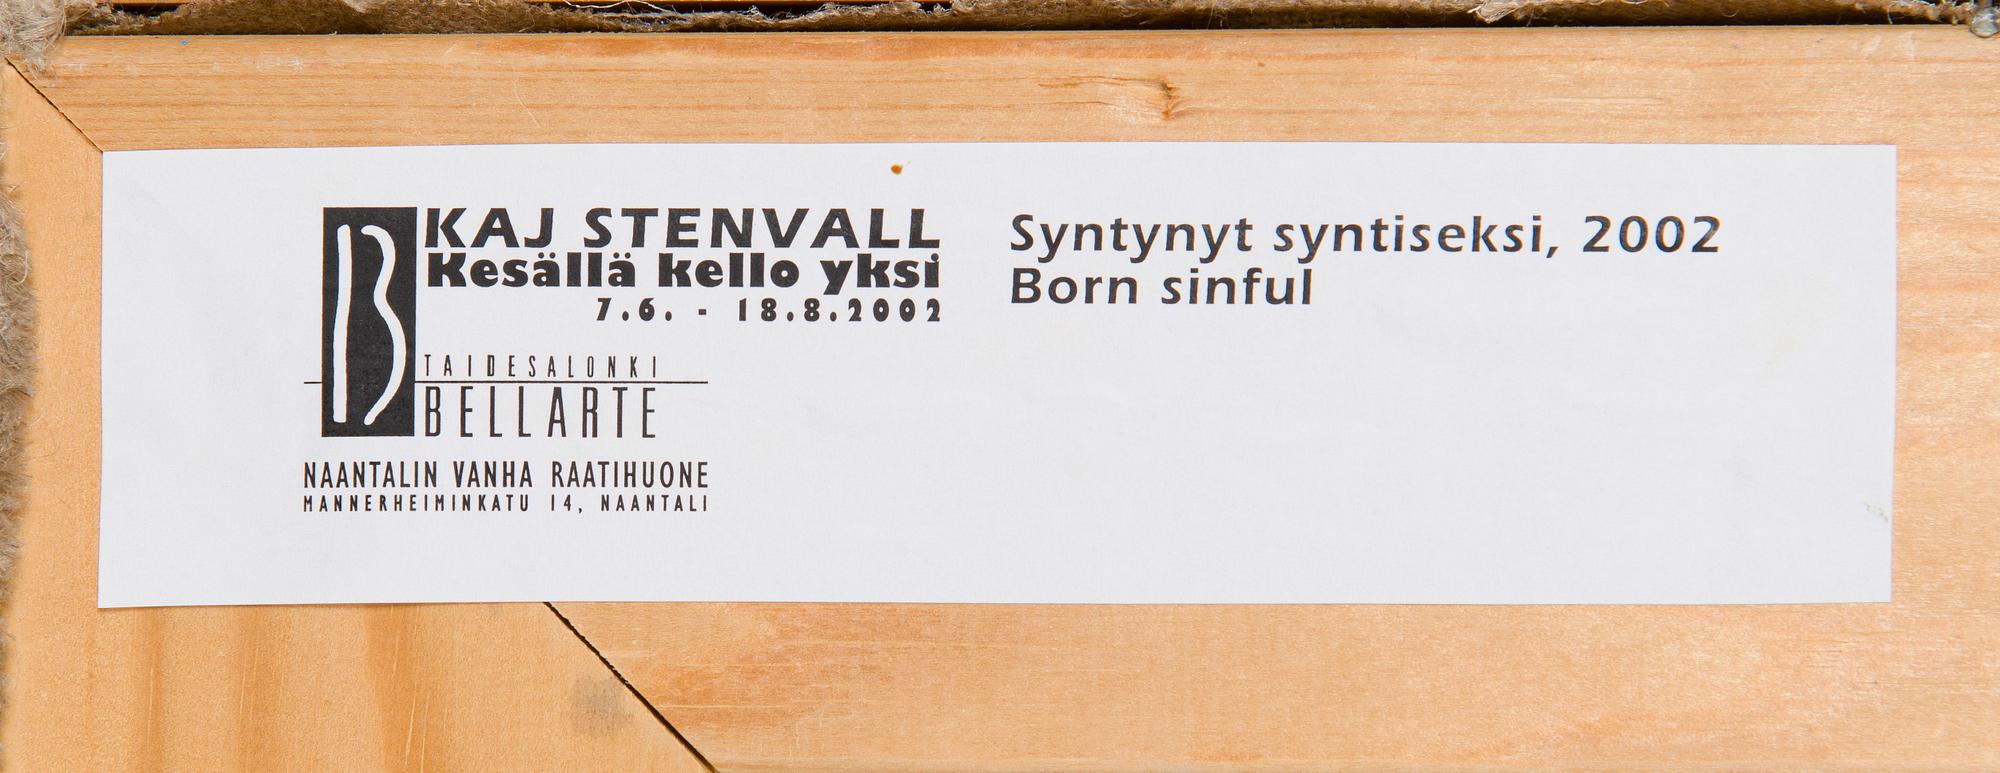 KAJ STENVALL
Kesällä kello yksi
7.6. - 18.8.2002
TAIDESALONKI
BELLARTE
NAANTALIN VANHA RAATIHUONE
MANNERHEIMINKATU 14, NAANTALI
Syntynyt syntiseksi, 2002
Born sinful